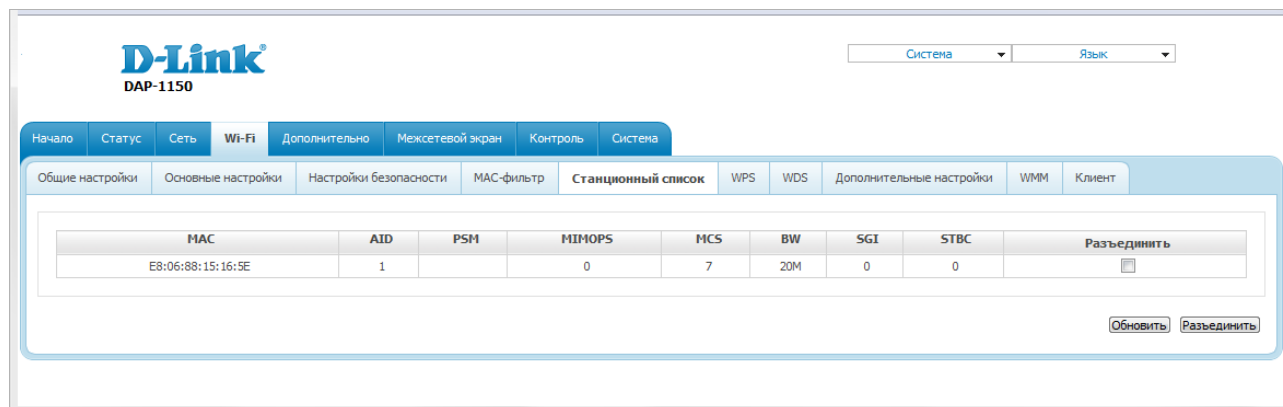 D-Link®
DAP-1150
Система Язык
Начало Статус Сеть Wi-Fi Дополнительно Межсетевой экран Контроль Система
Общие настройки Основные настройки Настройки безопасности MAC-фильтр Станционный список WPS WDS Дополнительные настройки WMM Клиент
MAC AID PSM MIMOPS MCS BW SGI STBC Разъединить
E8:06:88:15:16:5E 1 0 7 20M 0 0
Обновить Разъединить